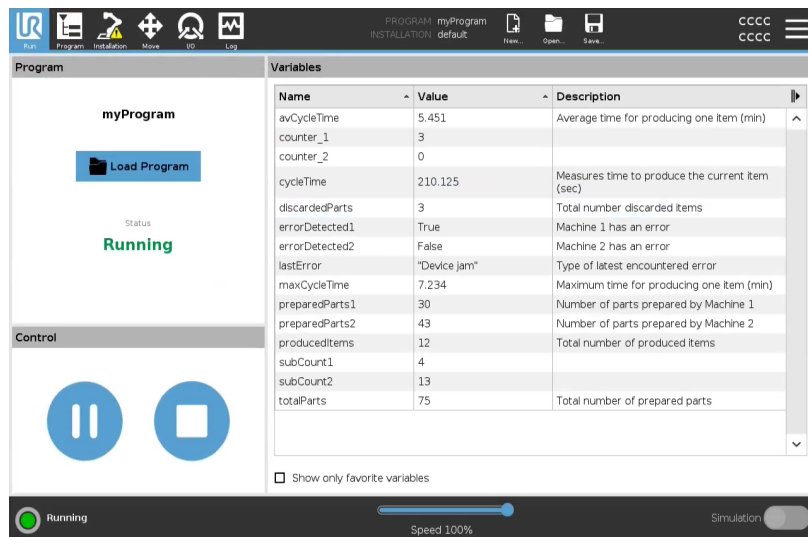 UR
PROGRAM myProgram
INSTALLATION default
Run Program Installation Move I/O Log New... Open... Save...
CCCC
CCCC
Program
myProgram
Load Program
Status
Running
Control
Variables
Name Value Description
avCycleTime 5.451 Average time for producing one item (min)
counter_1 3
counter_2 0
cycleTime 210.125 Measures time to produce the current item
(sec)
discardedParts 3 Total number discarded items
errorDetected1 True Machine 1 has an error
errorDetected2 False Machine 2 has an error
lastError "Device jam" Type of latest encountered error
maxCycleTime 7.234 Maximum time for producing one item (min)
preparedParts1 30 Number of parts prepared by Machine 1
preparedParts2 43 Number of parts prepared by Machine 2
producedItems 12 Total number of produced items
subCount1 4
subCount2 13
totalParts 75 Total number of prepared parts
Show only favorite variables
Running
Speed 100%
Simulation